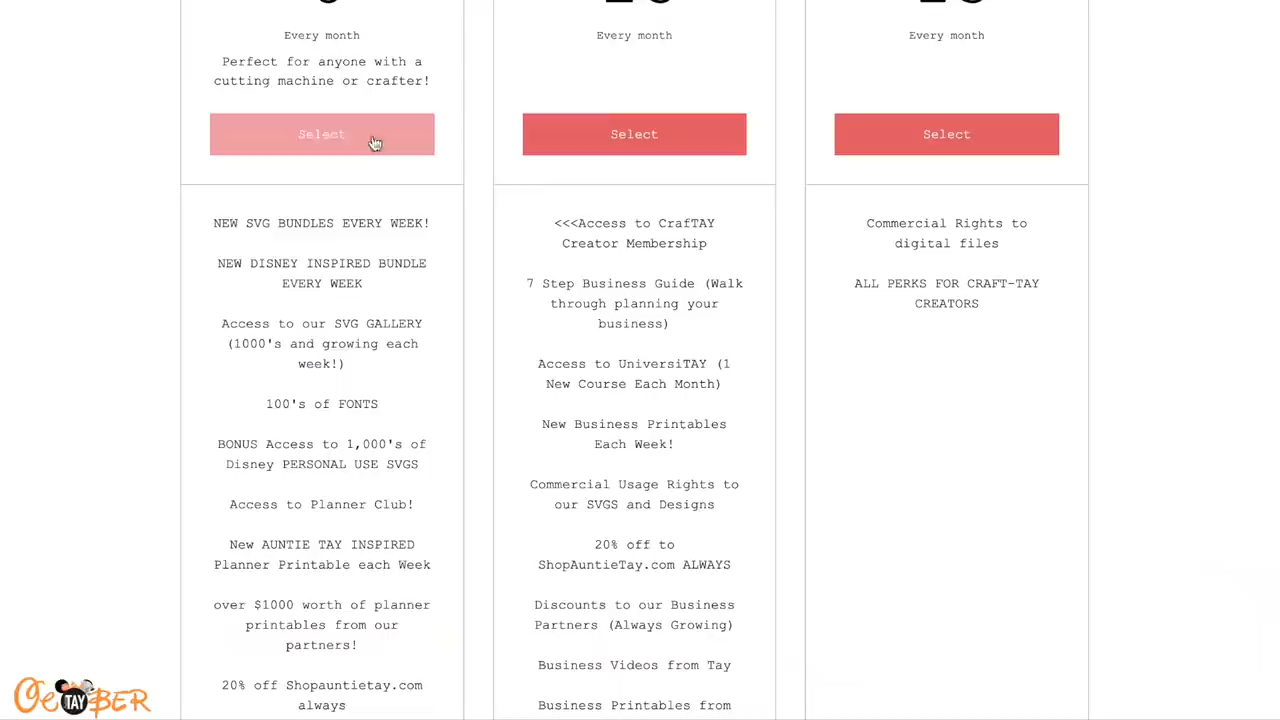 Every month
Perfect for anyone with a
cutting machine or crafter!
Select
NEW SVG BUNDLES EVERY WEEK!
NEW DISNEY INSPIRED BUNDLE
EVERY WEEK
Access to our SVG GALLERY
(1000's and growing each
week!)
100's of FONTS
BONUS Access to 1,000's of
Disney PERSONAL USE SVGS
Access to Planner Club!
New AUNTIE TAY INSPIRED
Planner Printable each Week
over $1000 worth of planner
printables from our
partners!
20% off Shopauntietay.com
always
Every month
Select
<<<Access to CrafTAY
Creator Membership
7 Step Business Guide (Walk
through planning your
business)
Access to UniversiTAY (1
New Course Each Month)
New Business Printables
Each Week!
Commercial Usage Rights to
our SVGS and Designs
20% off to
ShopAuntieTay.com ALWAYS
Discounts to our Business
Partners (Always Growing)
Business Videos from Tay
Business Printables from
Every month
Select
Commercial Rights to
digital files
ALL PERKS FOR CRAFT-TAY
CREATORS
OcTAYBER